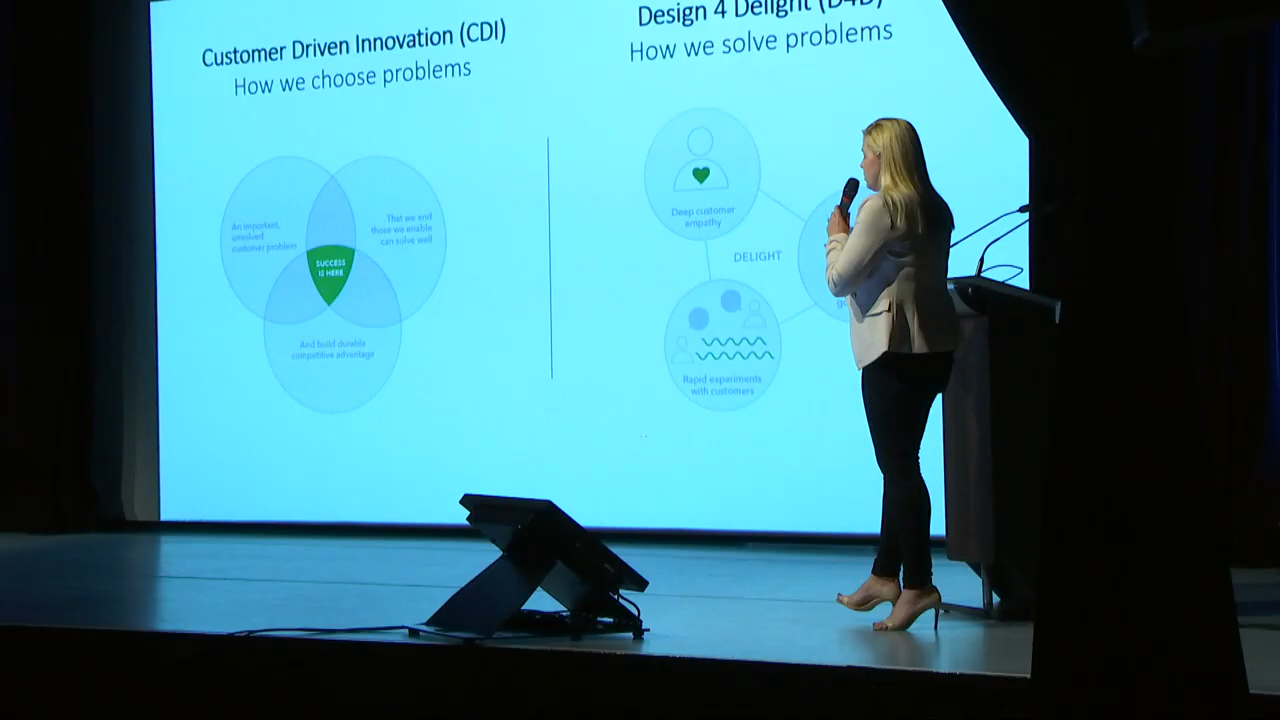 Customer Driven Innovation (CDI)
How we choose problems
An important,
unsolved
customer problem
That we and
those we enable
can solve well
SUCCESS
IS HERE
And build durable
competitive advantage
Design 4 Delight (D4D)
How we solve problems
Deep customer
empathy
DELIGHT
Rapid experiments
with customers